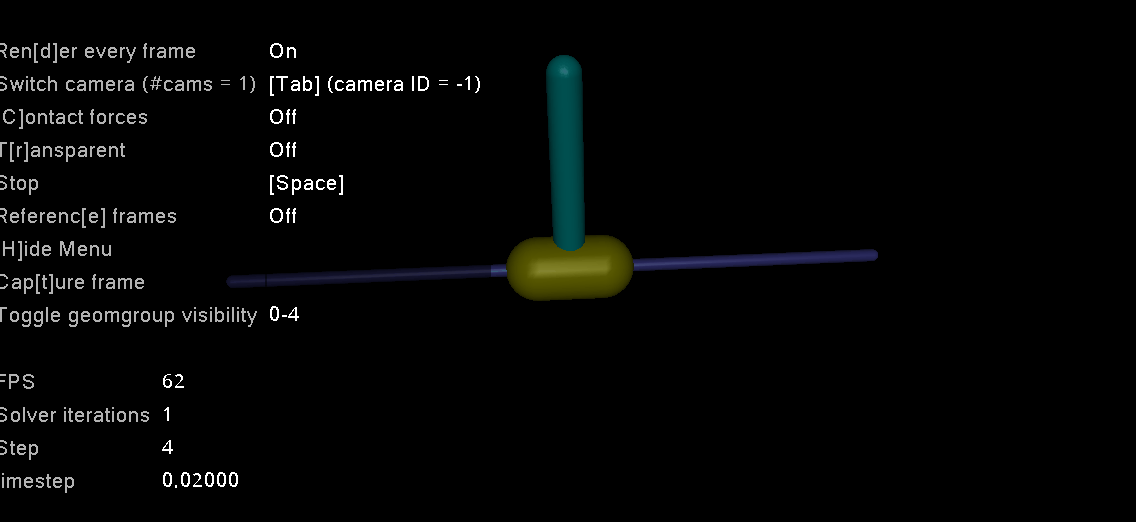 Ren[d]er every frame On
Switch camera (#cams = 1) [Tab] (camera ID = -1)
C]ontact forces Off
T[r]ansparent Off
Stop [Space]
Referenc[e] frames Off
H]ide Menu
Cap[t]ure frame
Toggle geomgroup visibility 0-4
FPS 62
Solver iterations 1
Step 4
imestep 0.02000